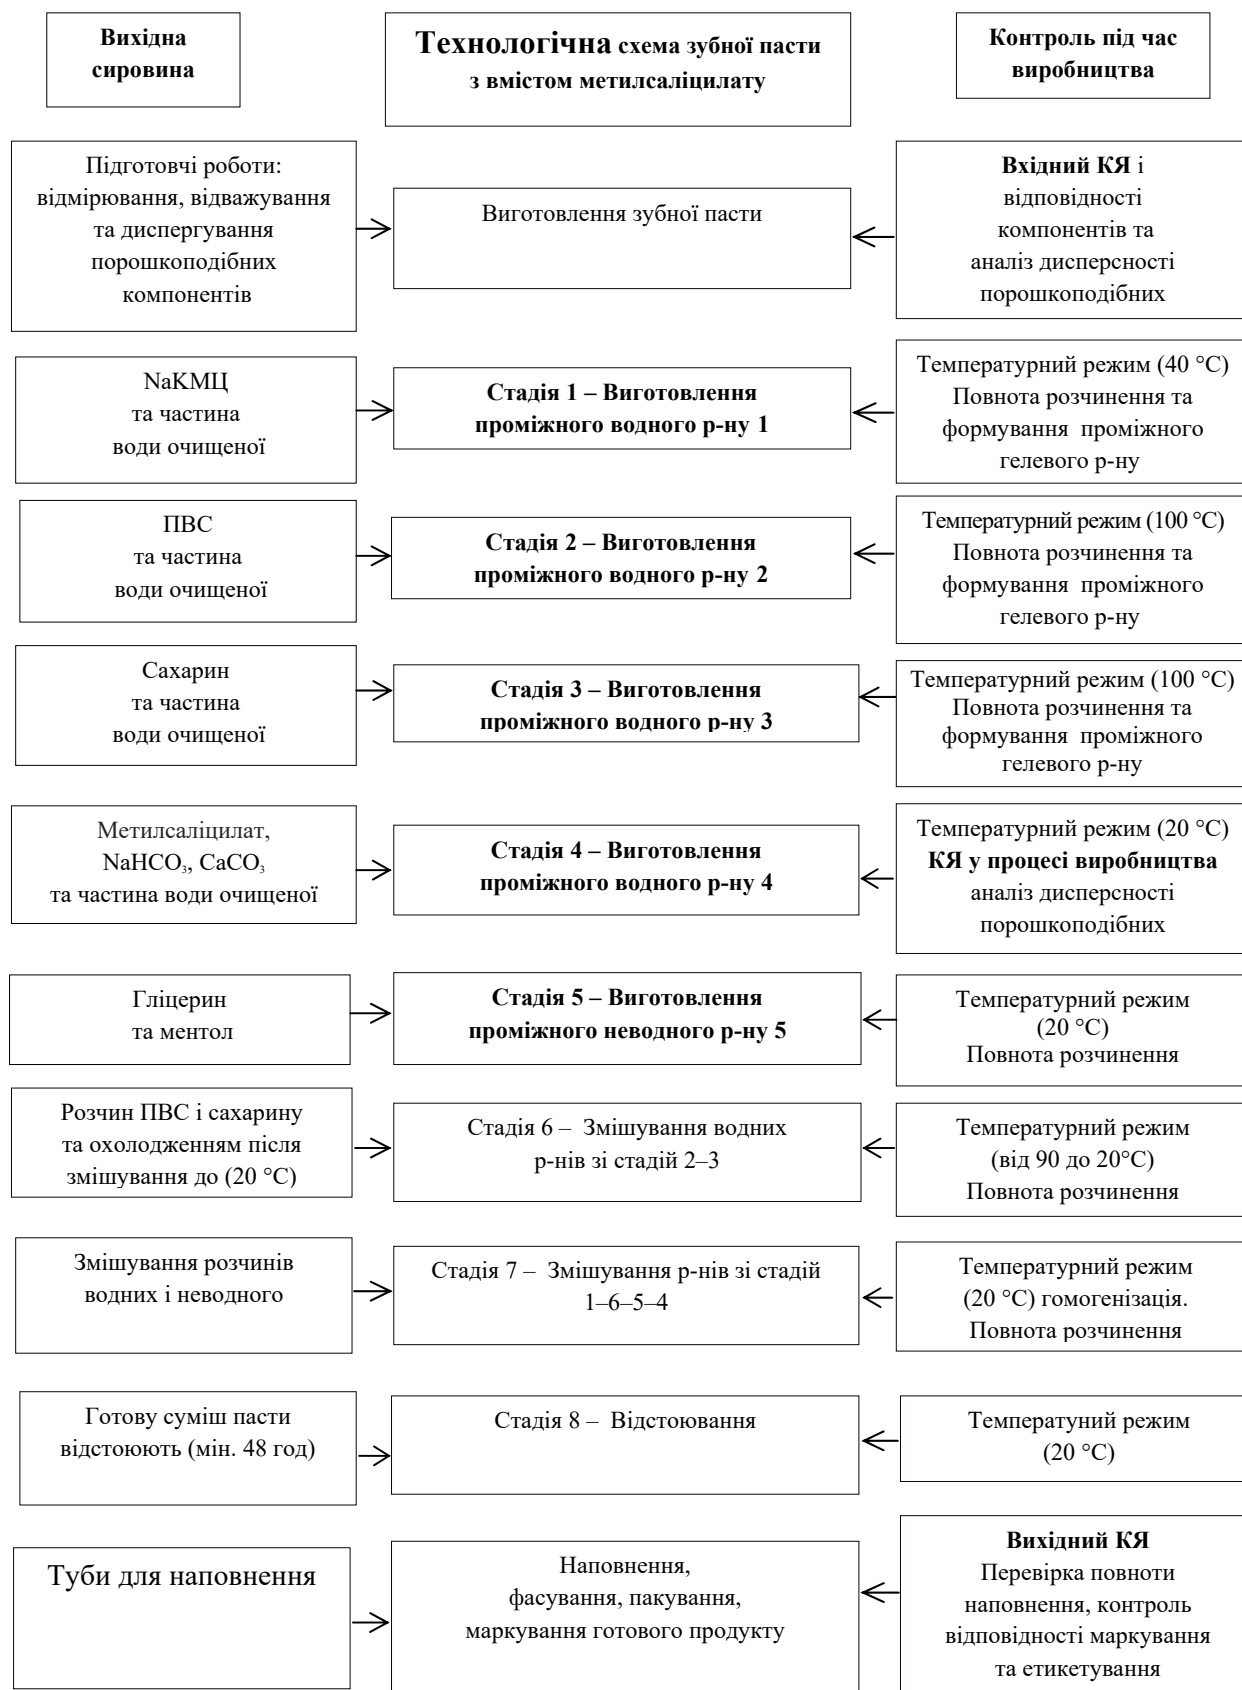 Вихідна
сировина
Технологічна схема зубної пасти
з вмістом метилсаліцилату
Контроль під час
виробництва
Підготовчі роботи:
відмірювання, відважування
та диспергування
порошкоподібних
компонентів
Виготовлення зубної пасти
Вхідний КЯ і
відповідності
компонентів та
аналіз дисперсності
порошкоподібних
NaКМЦ
та частина
води очищеної
Стадія 1 – Виготовлення
проміжного водного р-ну 1
Температурний режим (40 °С)
Повнота розчинення та
формування проміжного
гелевого р-ну
ПВС
та частина
води очищеної
Стадія 2 – Виготовлення
проміжного водного р-ну 2
Температурний режим (100 °С)
Повнота розчинення та
формування проміжного
гелевого р-ну
Сахарин
та частина
води очищеної
Стадія 3 – Виготовлення
проміжного водного р-ну 3
Температурний режим (100 °С)
Повнота розчинення та
формування проміжного
гелевого р-ну
Метилсаліцилат,
NaHCO₃, CaCO₃
та частина води очищеної
Стадія 4 – Виготовлення
проміжного водного р-ну 4
Температурний режим (20 °С)
КЯ у процесі виробництва
аналіз дисперсності
порошкоподібних
Гліцерин
та ментол
Стадія 5 – Виготовлення
проміжного неводного р-ну 5
Температурний режим
(20 °С)
Повнота розчинення
Розчин ПВС і сахарину
та охолодженням після
змішування до (20 °С)
Стадія 6 – Змішування водних
р-нів зі стадій 2–3
Температурний режим
(від 90 до 20°С)
Повнота розчинення
Змішування розчинів
водних і неводного
Стадія 7 – Змішування р-нів зі стадій
1–6–5–4
Температурний режим
(20 °С) гомогенізація.
Повнота розчинення
Готову суміш пасти
відстоюють (мін. 48 год)
Стадія 8 – Відстоювання
Температуний режим
(20 °С)
Туби для наповнення
Наповнення,
фасування, пакування,
маркування готового продукту
Вихідний КЯ
Перевірка повноти
наповнення, контроль
відповідності маркування
та етикетування